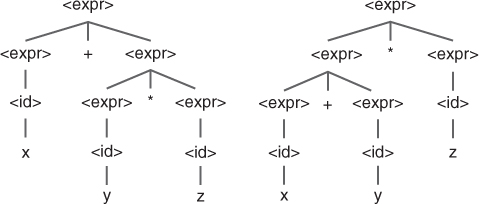 <expr> <expr>
<expr> + <expr> <expr> * <expr>
<id> <expr> * <expr> <expr> + <expr> <id>
x <id> <id> <id> <id> z
y z x y